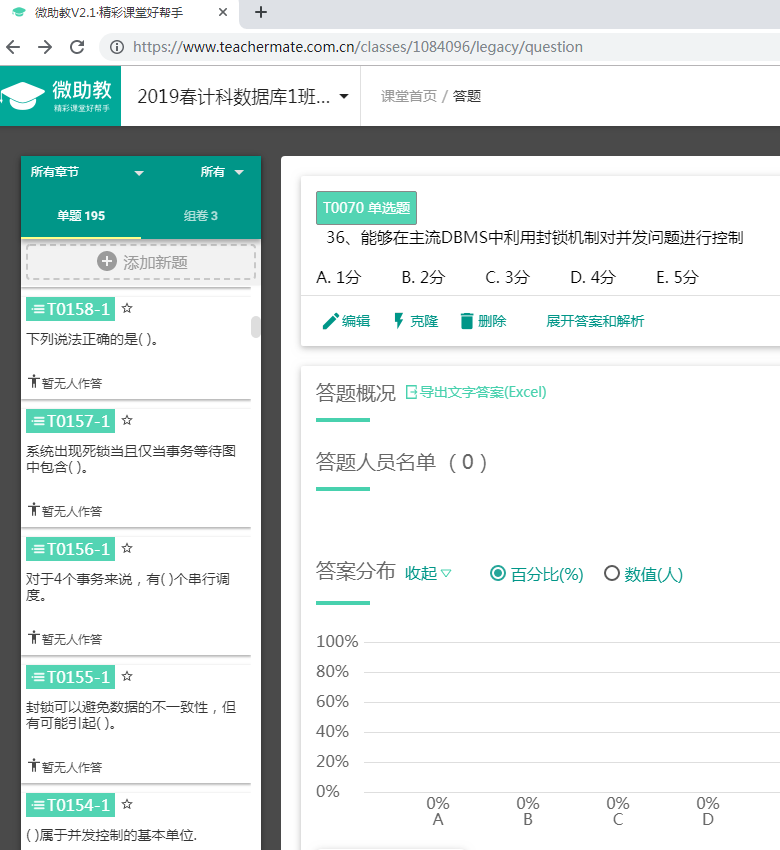 微助教V2.1·精彩课堂好帮手
https://www.teachermate.com.cn/classes/1084096/legacy/question
微助教
精彩课堂好帮手
2019春计科数据库1班...
课堂首页 / 答题
所有章节
所有
单题 195
组卷 3
添加新题
T0158-1
下列说法正确的是( )。
暂无人作答
T0157-1
系统出现死锁当且仅当事务等待图
中包含( )。
暂无人作答
T0156-1
对于4个事务来说，有( )个串行调
度。
暂无人作答
T0155-1
封锁可以避免数据的不一致性，但
有可能引起( )。
暂无人作答
T0154-1
( )属于并发控制的基本单位.
T0070 单选题
36、能够在主流DBMS中利用封锁机制对并发问题进行控制
A. 1分 B. 2分 C. 3分 D. 4分 E. 5分
编辑 克隆 删除 展开答案和解析
答题概况 导出文字答案(Excel)
答题人员名单 （ 0 ）
答案分布 收起 百分比(%) 数值(人)
100%
80%
60%
40%
20%
0%
0% 0% 0% 0%
A B C D